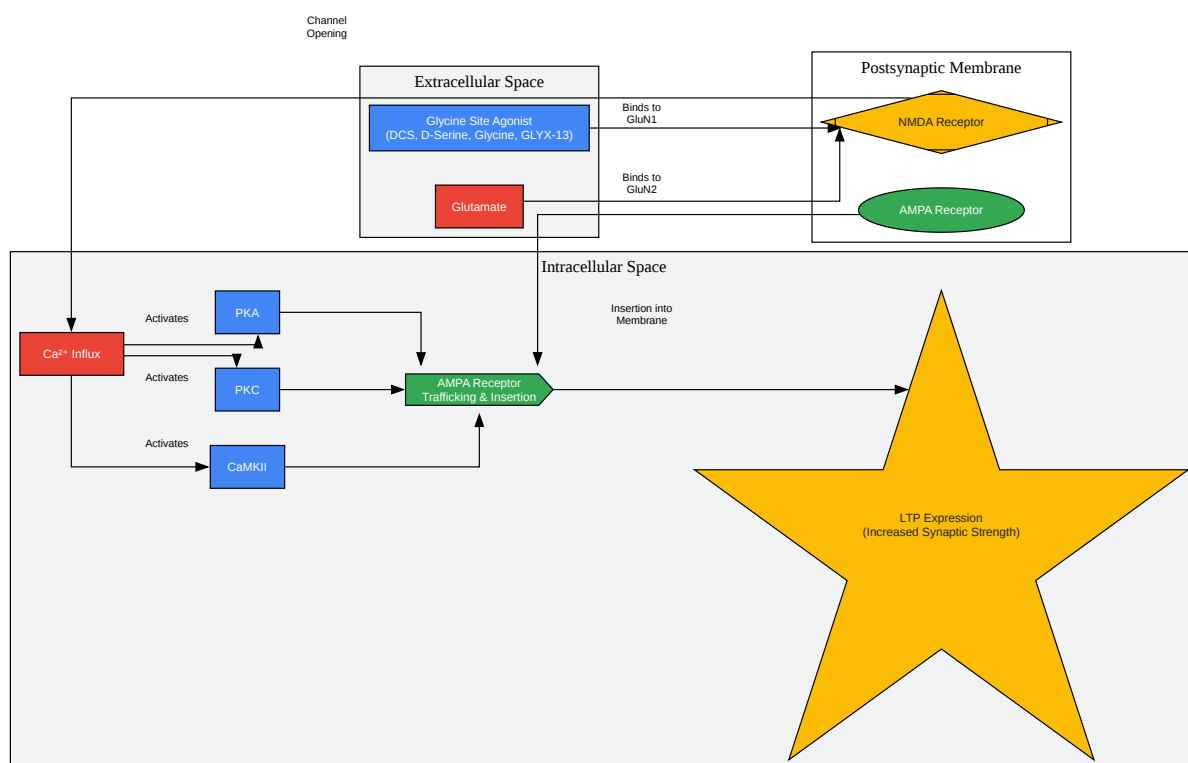 Channel
Opening
Extracellular Space
Postsynaptic Membrane
Glycine Site Agonist
(DCS, D-Serine, Glycine, GLYX-13)
Binds to
GluN1
NMDA Receptor
Binds to
GluN2
Glutamate
AMPA Receptor
Intracellular Space
Activates
PKA
Insertion into
Membrane
Ca²⁺ Influx
Activates
PKC
AMPA Receptor
Trafficking & Insertion
Activates
CaMKII
LTP Expression
(Increased Synaptic Strength)